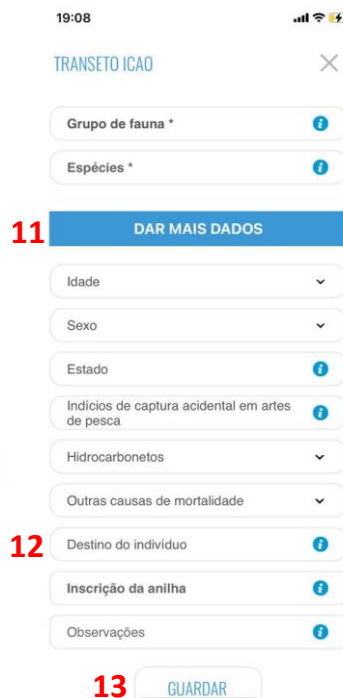 19:08
TRANSETO ICAO
Grupo de fauna *
Espécies *
11 DAR MAIS DADOS
Idade
Sexo
Estado
Indícios de captura acidental em artes
de pesca
Hidrocarbonetos
Outras causas de mortalidade
12 Destino do indivíduo
Inscrição da anilha
Observações
13 GUARDAR